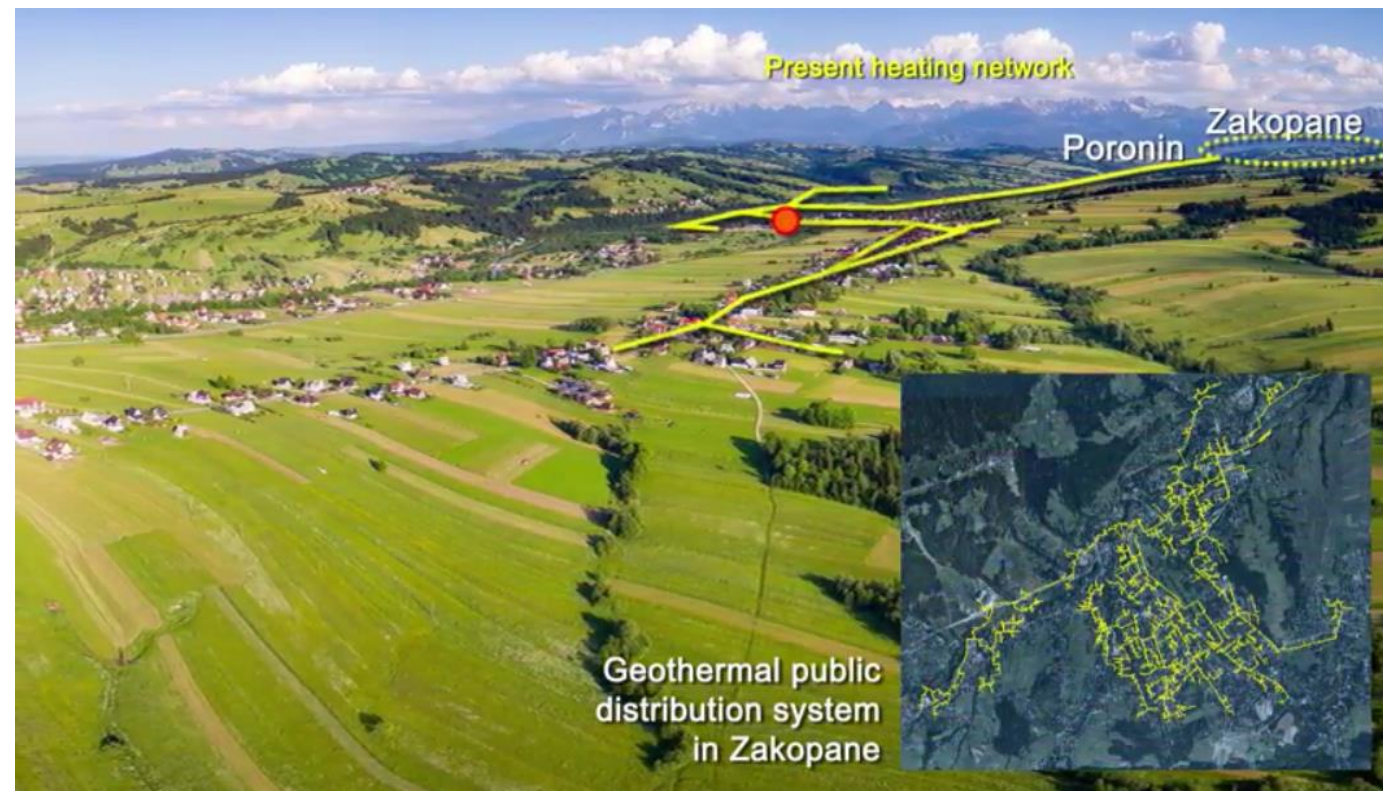 Present heating network
Zakopane
Poronin
Geothermal public
distribution system
in Zakopane